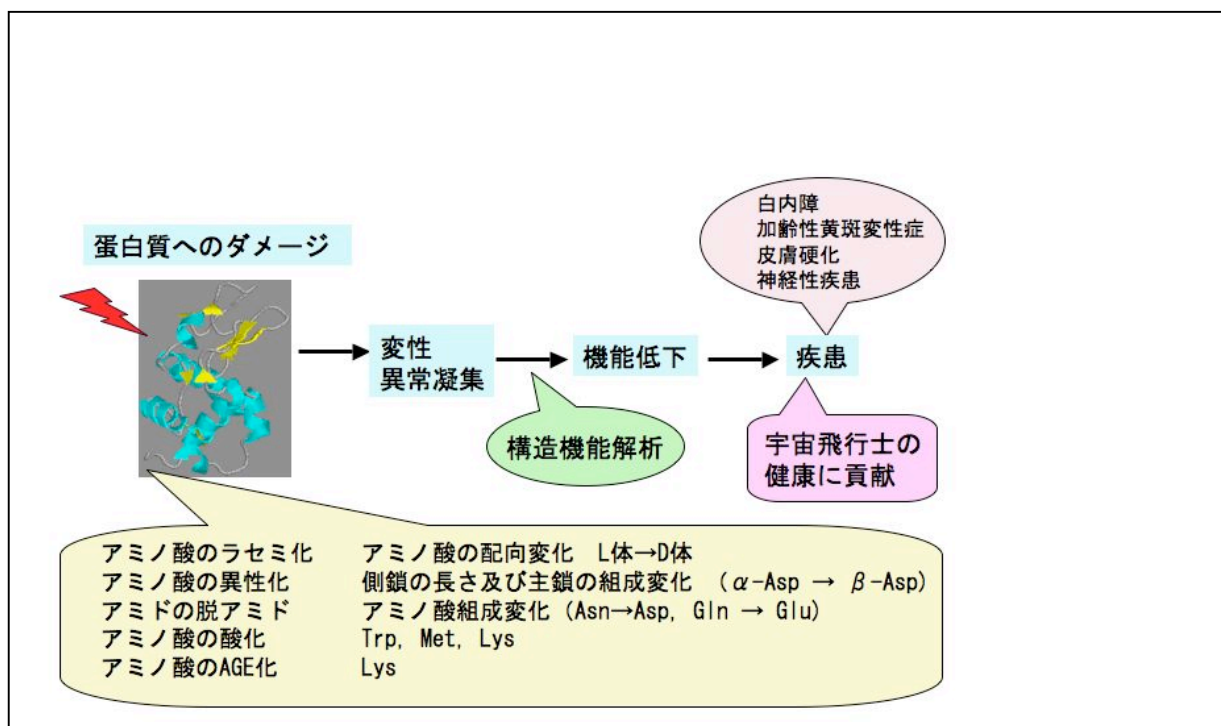 白内障
加齢性黄斑変性症
皮膚硬化
神経性疾患
蛋白質へのダメージ
変性
異常凝集
機能低下
疾患
構造機能解析
宇宙飛行士の
健康に貢献
アミノ酸のラセミ化 アミノ酸の配向変化 L体→D体
アミノ酸の異性化 側鎖の長さ及び主鎖の組成変化 (α-Asp → β-Asp)
アミドの脱アミド アミノ酸組成変化 (Asn→Asp, Gln → Glu)
アミノ酸の酸化 Trp, Met, Lys
アミノ酸のAGE化 Lys